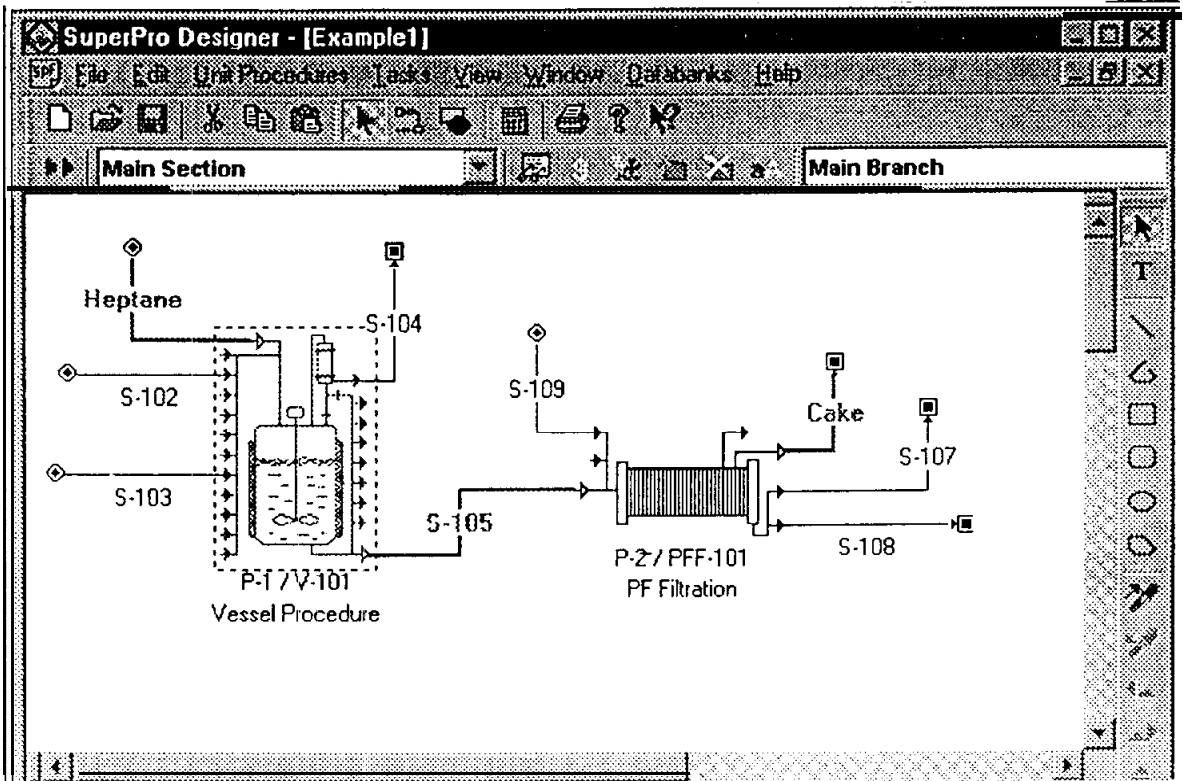 SuperPro Designer - [Example1]
File Edit Unit Procedures Tasks View Window Databanks Help
Main Section
Main Branch
T
Heptane
S-104
S-102
S-109
Cake
S-107
S-103
S-105
S-108
P-1 / V-101
Vessel Procedure
P-2 / PFF-101
PF Filtration